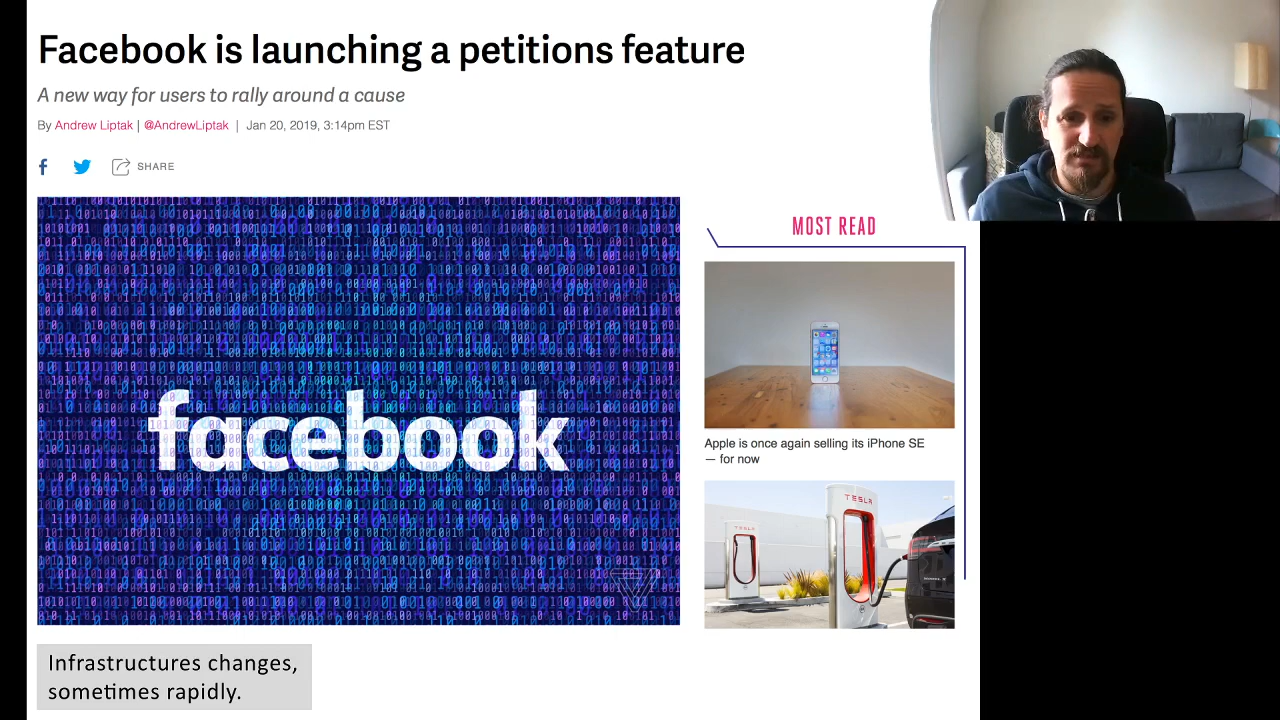 Facebook is launching a petitions feature
A new way for users to rally around a cause
By Andrew Liptak | @AndrewLiptak | Jan 20, 2019, 3:14pm EST
SHARE
facebook
MOST READ
Apple is once again selling its iPhone SE
— for now
TESLA
TESLA
Infrastructures changes,
sometimes rapidly.